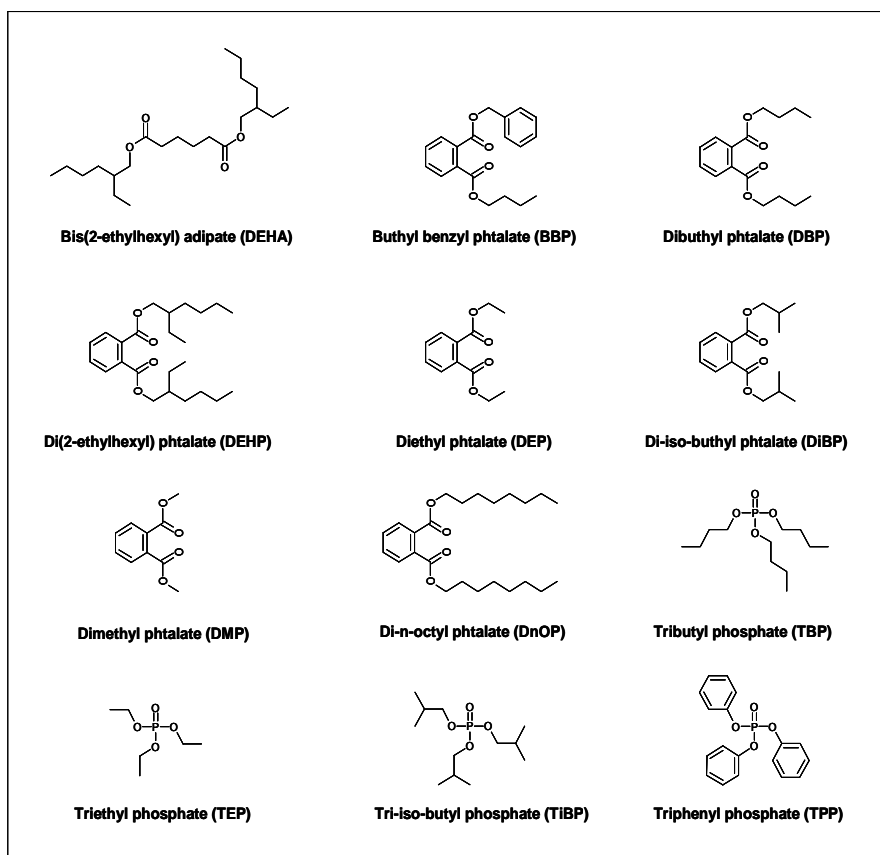 Bis(2-ethylhexyl) adipate (DEHA)
Buthyl benzyl phtalate (BBP)
Dibuthyl phtalate (DBP)
Di(2-ethylhexyl) phtalate (DEHP)
Diethyl phtalate (DEP)
Di-iso-buthyl phtalate (DiBP)
Dimethyl phtalate (DMP)
Di-n-octyl phtalate (DnOP)
Tributyl phosphate (TBP)
Triethyl phosphate (TEP)
Tri-iso-butyl phosphate (TiBP)
Triphenyl phosphate (TPP)